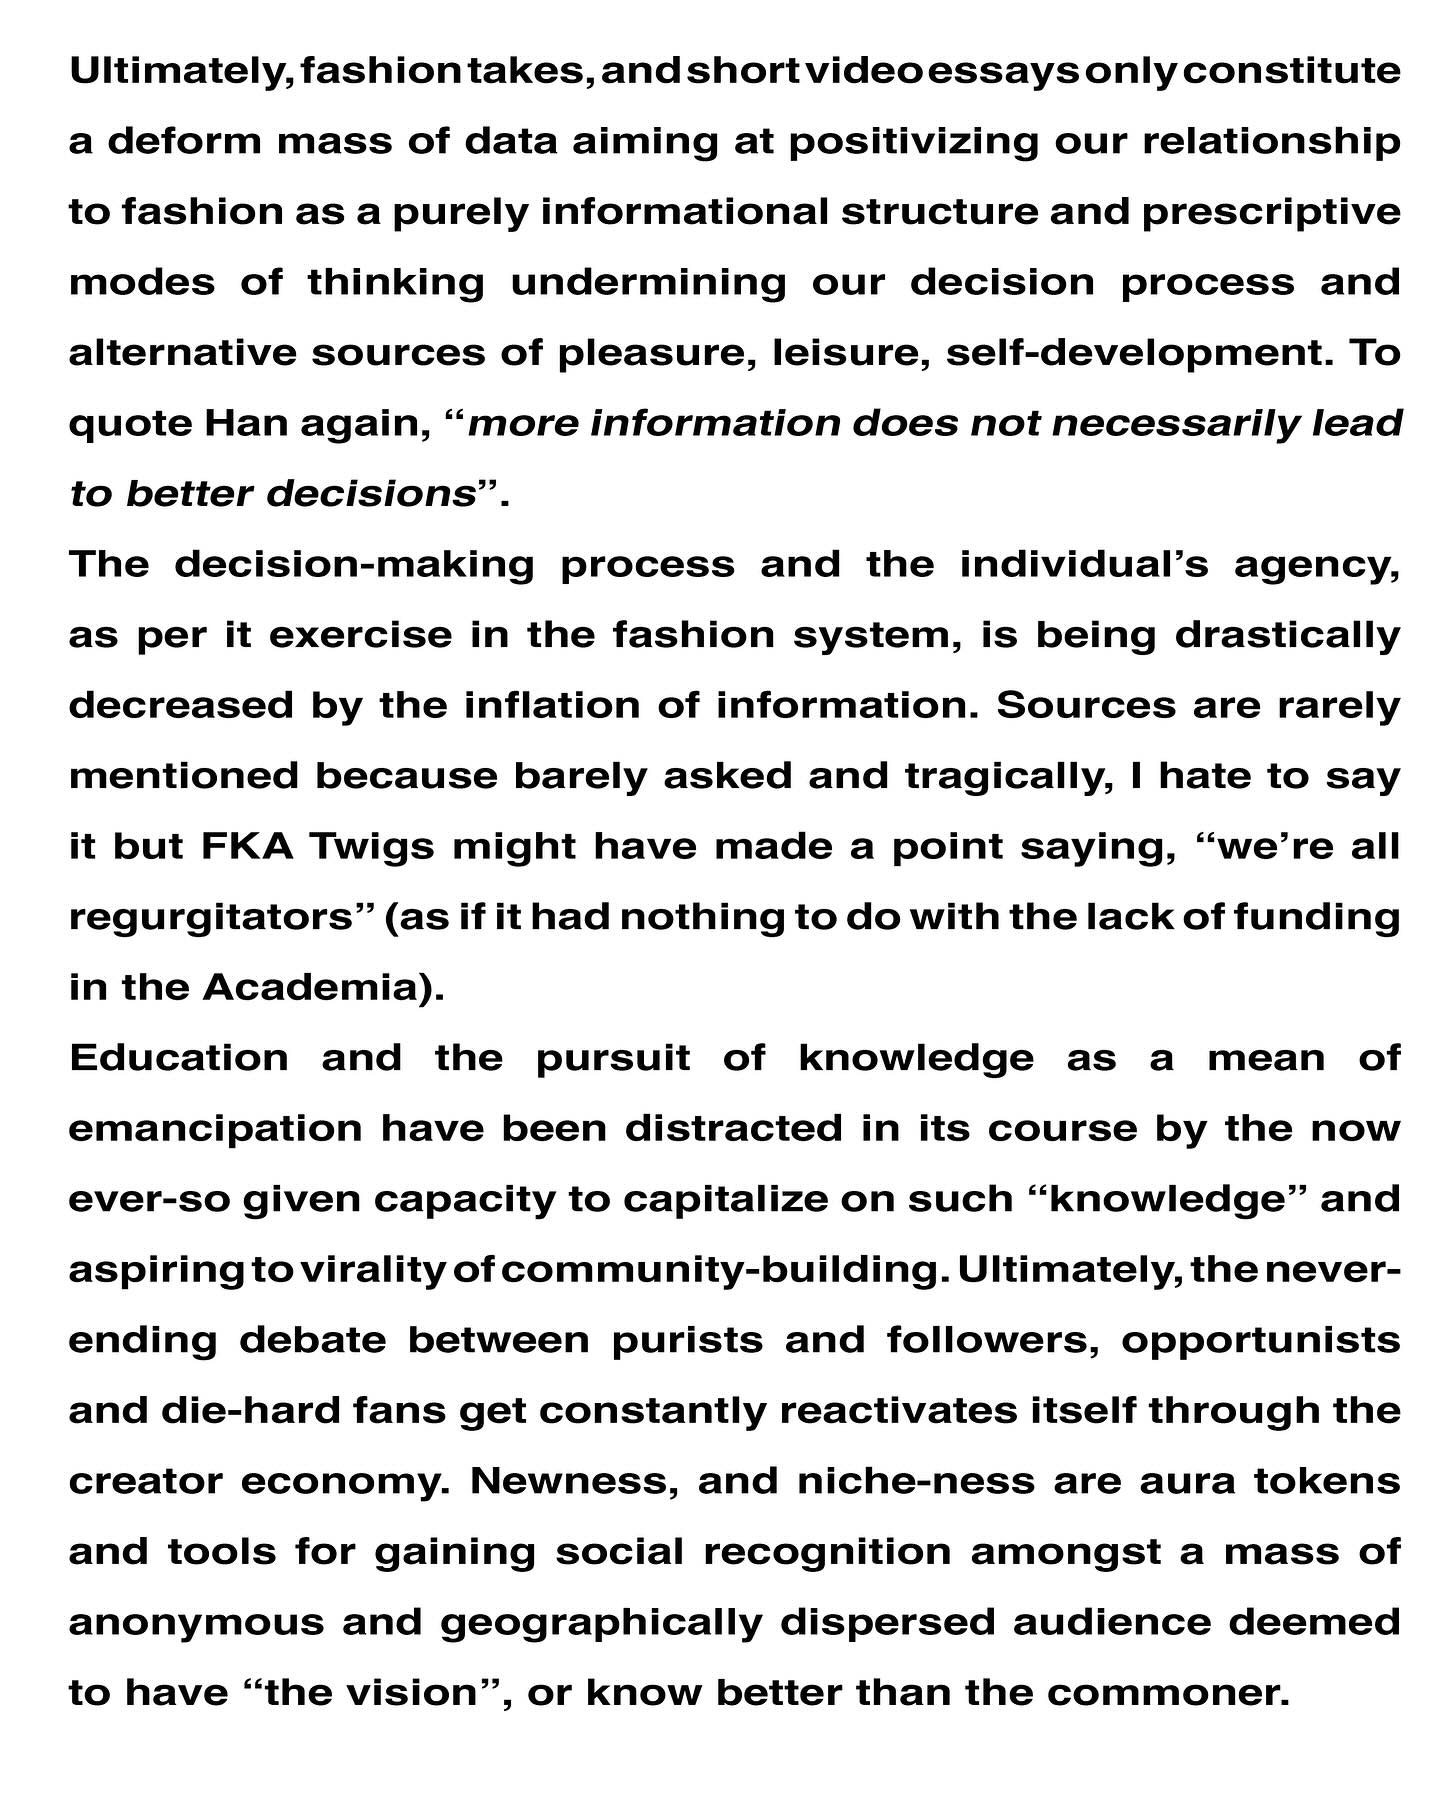 Ultimately, fashion takes, and short video essays only constitute
a deform mass of data aiming at positivizing our relationship
to fashion as a purely informational structure and prescriptive
modes of thinking undermining our decision process and
alternative sources of pleasure, leisure, self-development. To
quote Han again, “more information does not necessarily lead
to better decisions”.
The decision-making process and the individual’s agency,
as per it exercise in the fashion system, is being drastically
decreased by the inflation of information. Sources are rarely
mentioned because barely asked and tragically, I hate to say
it but FKA Twigs might have made a point saying, “we’re all
regurgitators” (as if it had nothing to do with the lack of funding
in the Academia).
Education and the pursuit of knowledge as a mean of
emancipation have been distracted in its course by the now
ever-so given capacity to capitalize on such “knowledge” and
aspiring to virality of community-building. Ultimately, the never-
ending debate between purists and followers, opportunists
and die-hard fans get constantly reactivates itself through the
creator economy. Newness, and niche-ness are aura tokens
and tools for gaining social recognition amongst a mass of
anonymous and geographically dispersed audience deemed
to have “the vision”, or know better than the commoner.